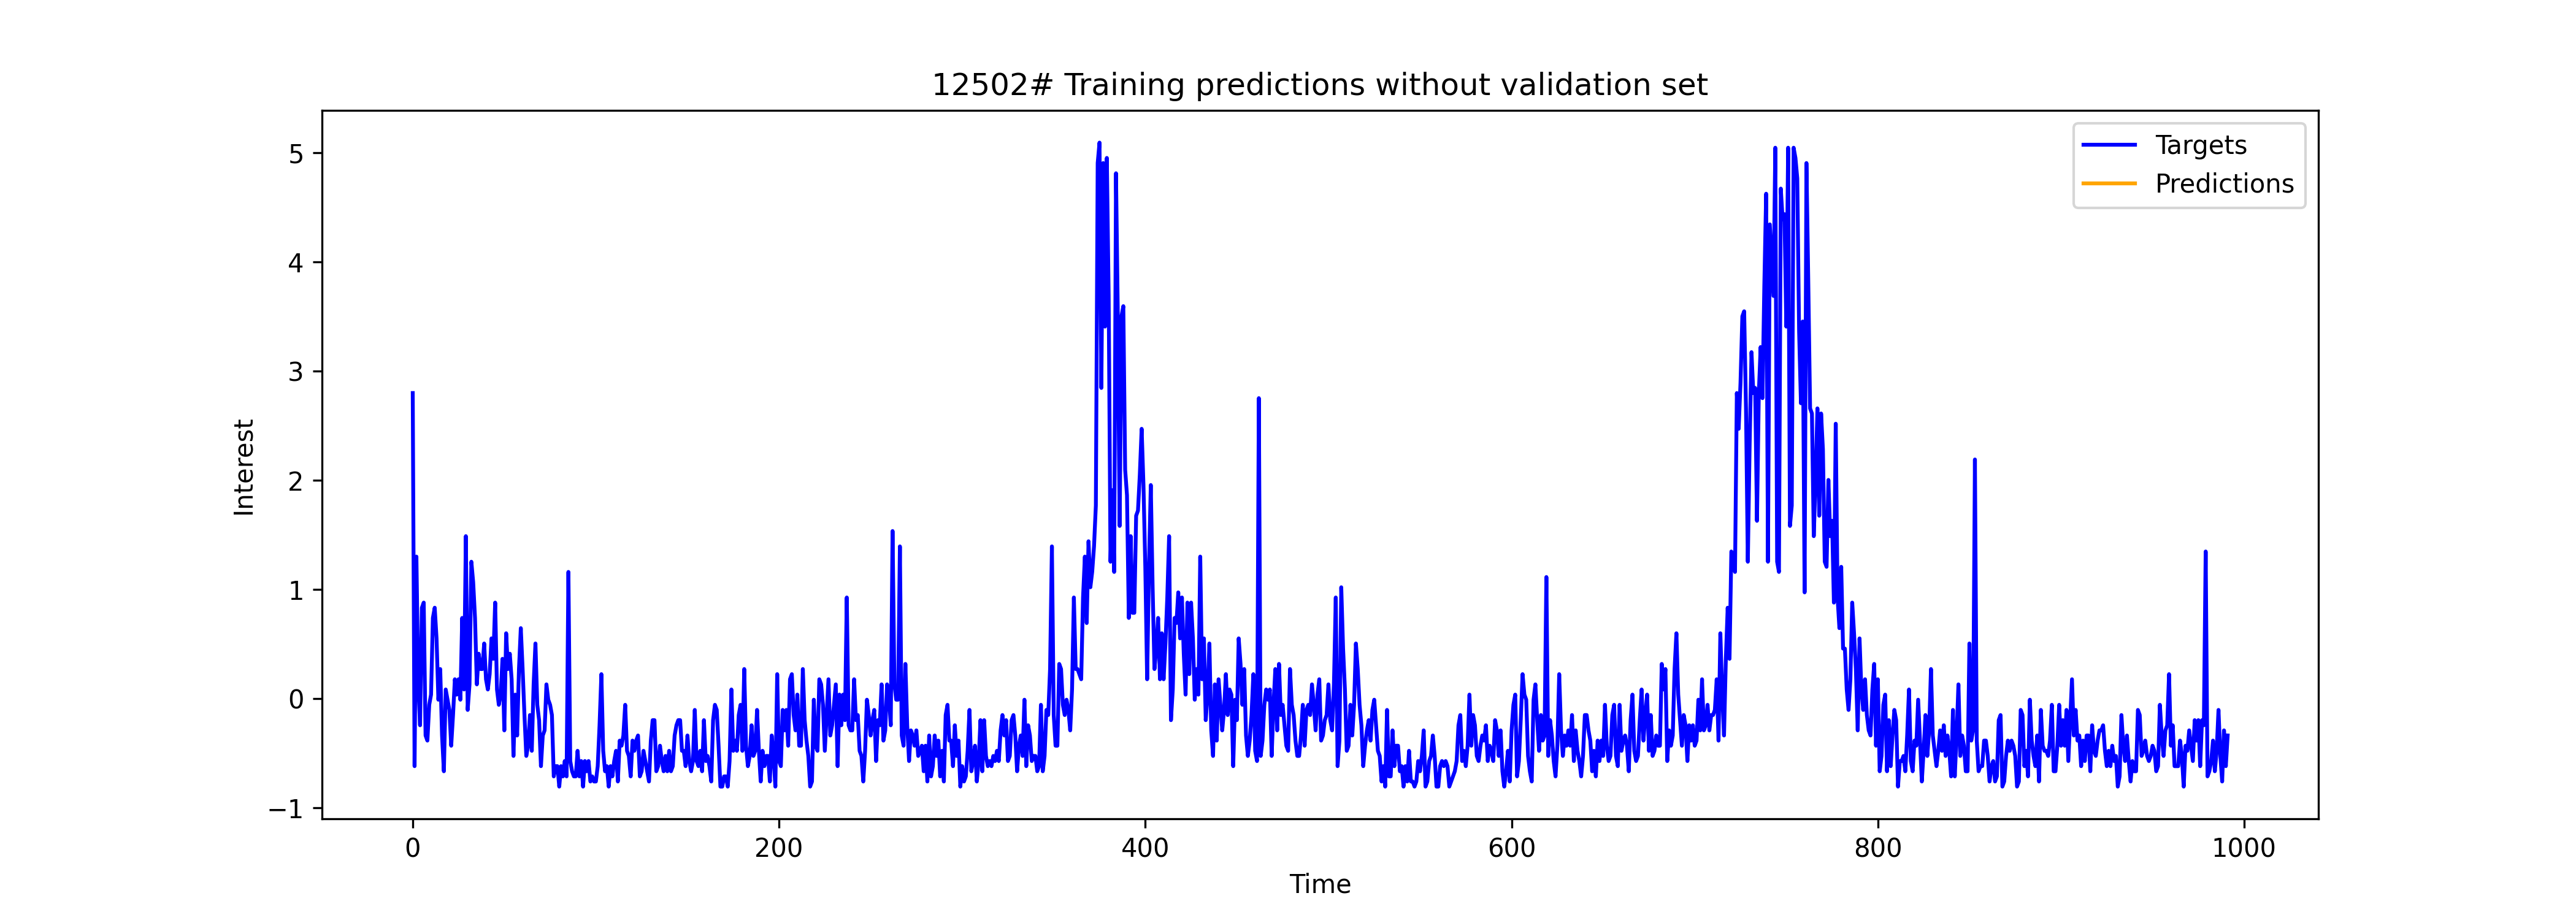 12502# Training predictions without validation set
Targets
Predictions
5
4
3
2
1
0
−1
Interest
0 200 400 600 800 1000
Time